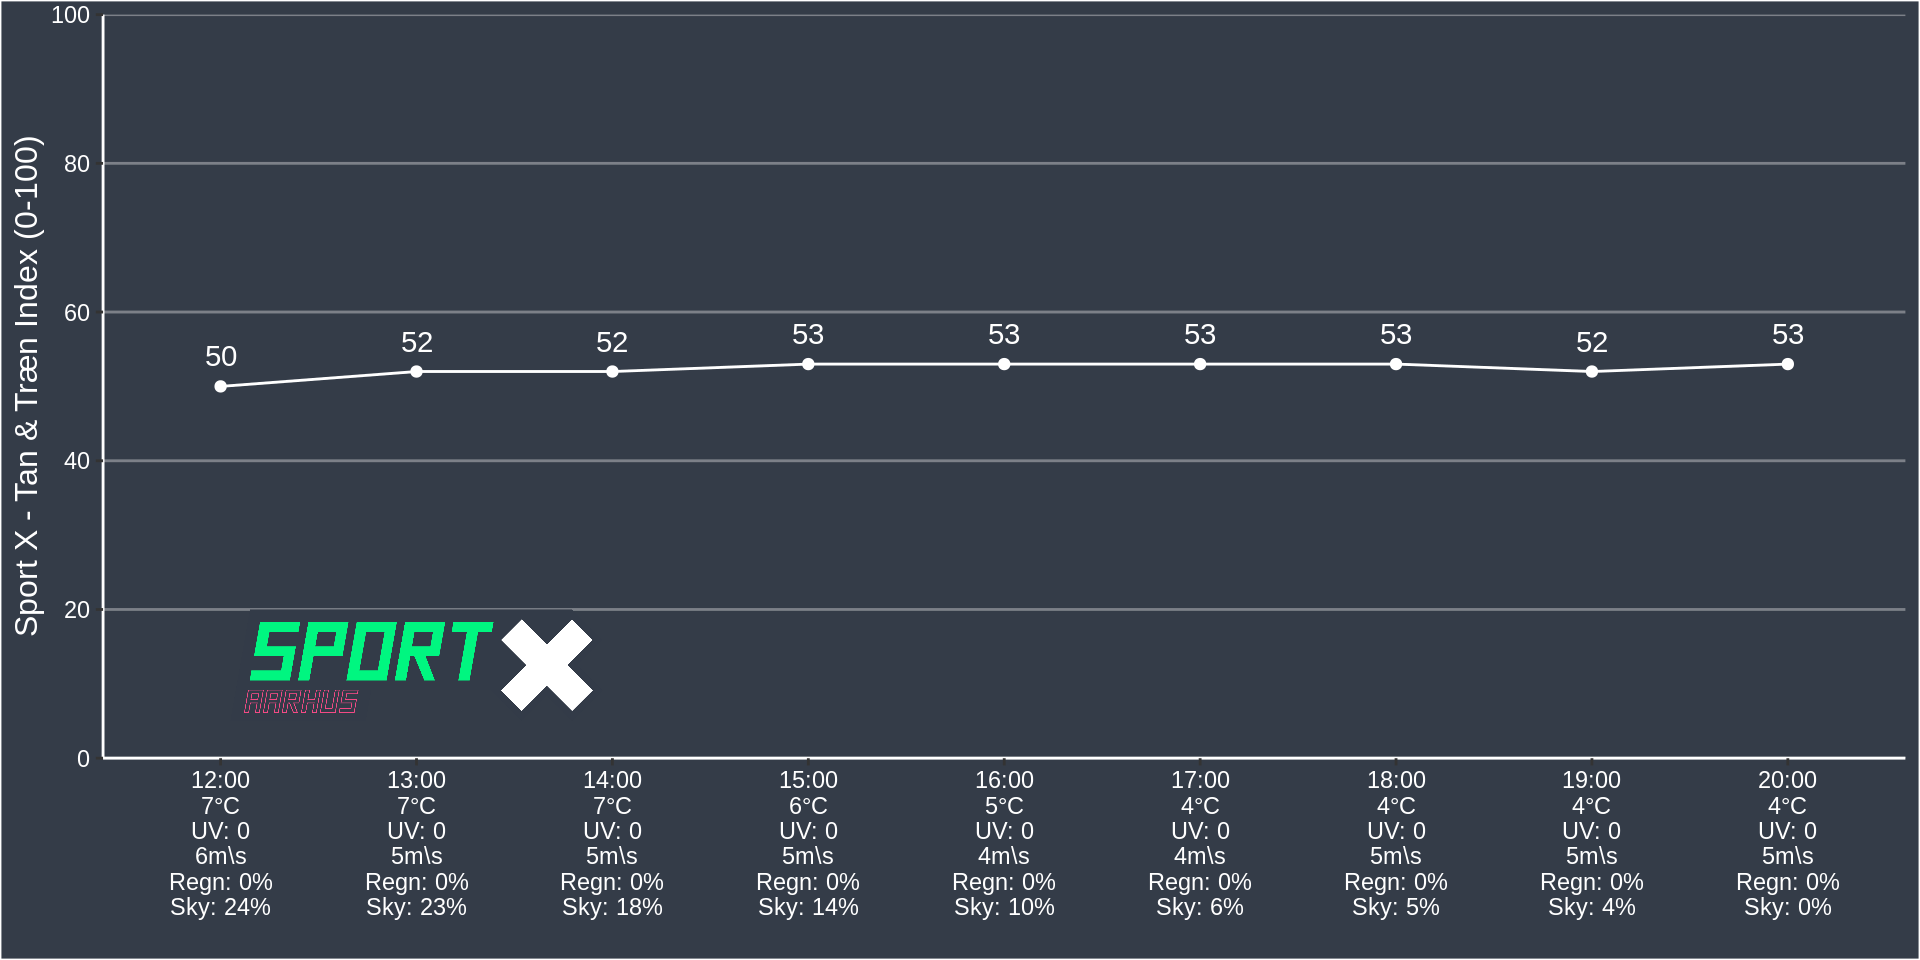 Sport X - Tan & Træn Index (0-100)
100
80
60
40
20
0
50
52
52
53
53
53
53
52
53
SPORT X
AARHUS
12:00 13:00 14:00 15:00 16:00 17:00 18:00 19:00 20:00
7°C 7°C 7°C 6°C 5°C 4°C 4°C 4°C 4°C
UV: 0 UV: 0 UV: 0 UV: 0 UV: 0 UV: 0 UV: 0 UV: 0 UV: 0
6m\s 5m\s 5m\s 5m\s 4m\s 4m\s 5m\s 5m\s 5m\s
Regn: 0% Regn: 0% Regn: 0% Regn: 0% Regn: 0% Regn: 0% Regn: 0% Regn: 0% Regn: 0%
Sky: 24% Sky: 23% Sky: 18% Sky: 14% Sky: 10% Sky: 6% Sky: 5% Sky: 4% Sky: 0%